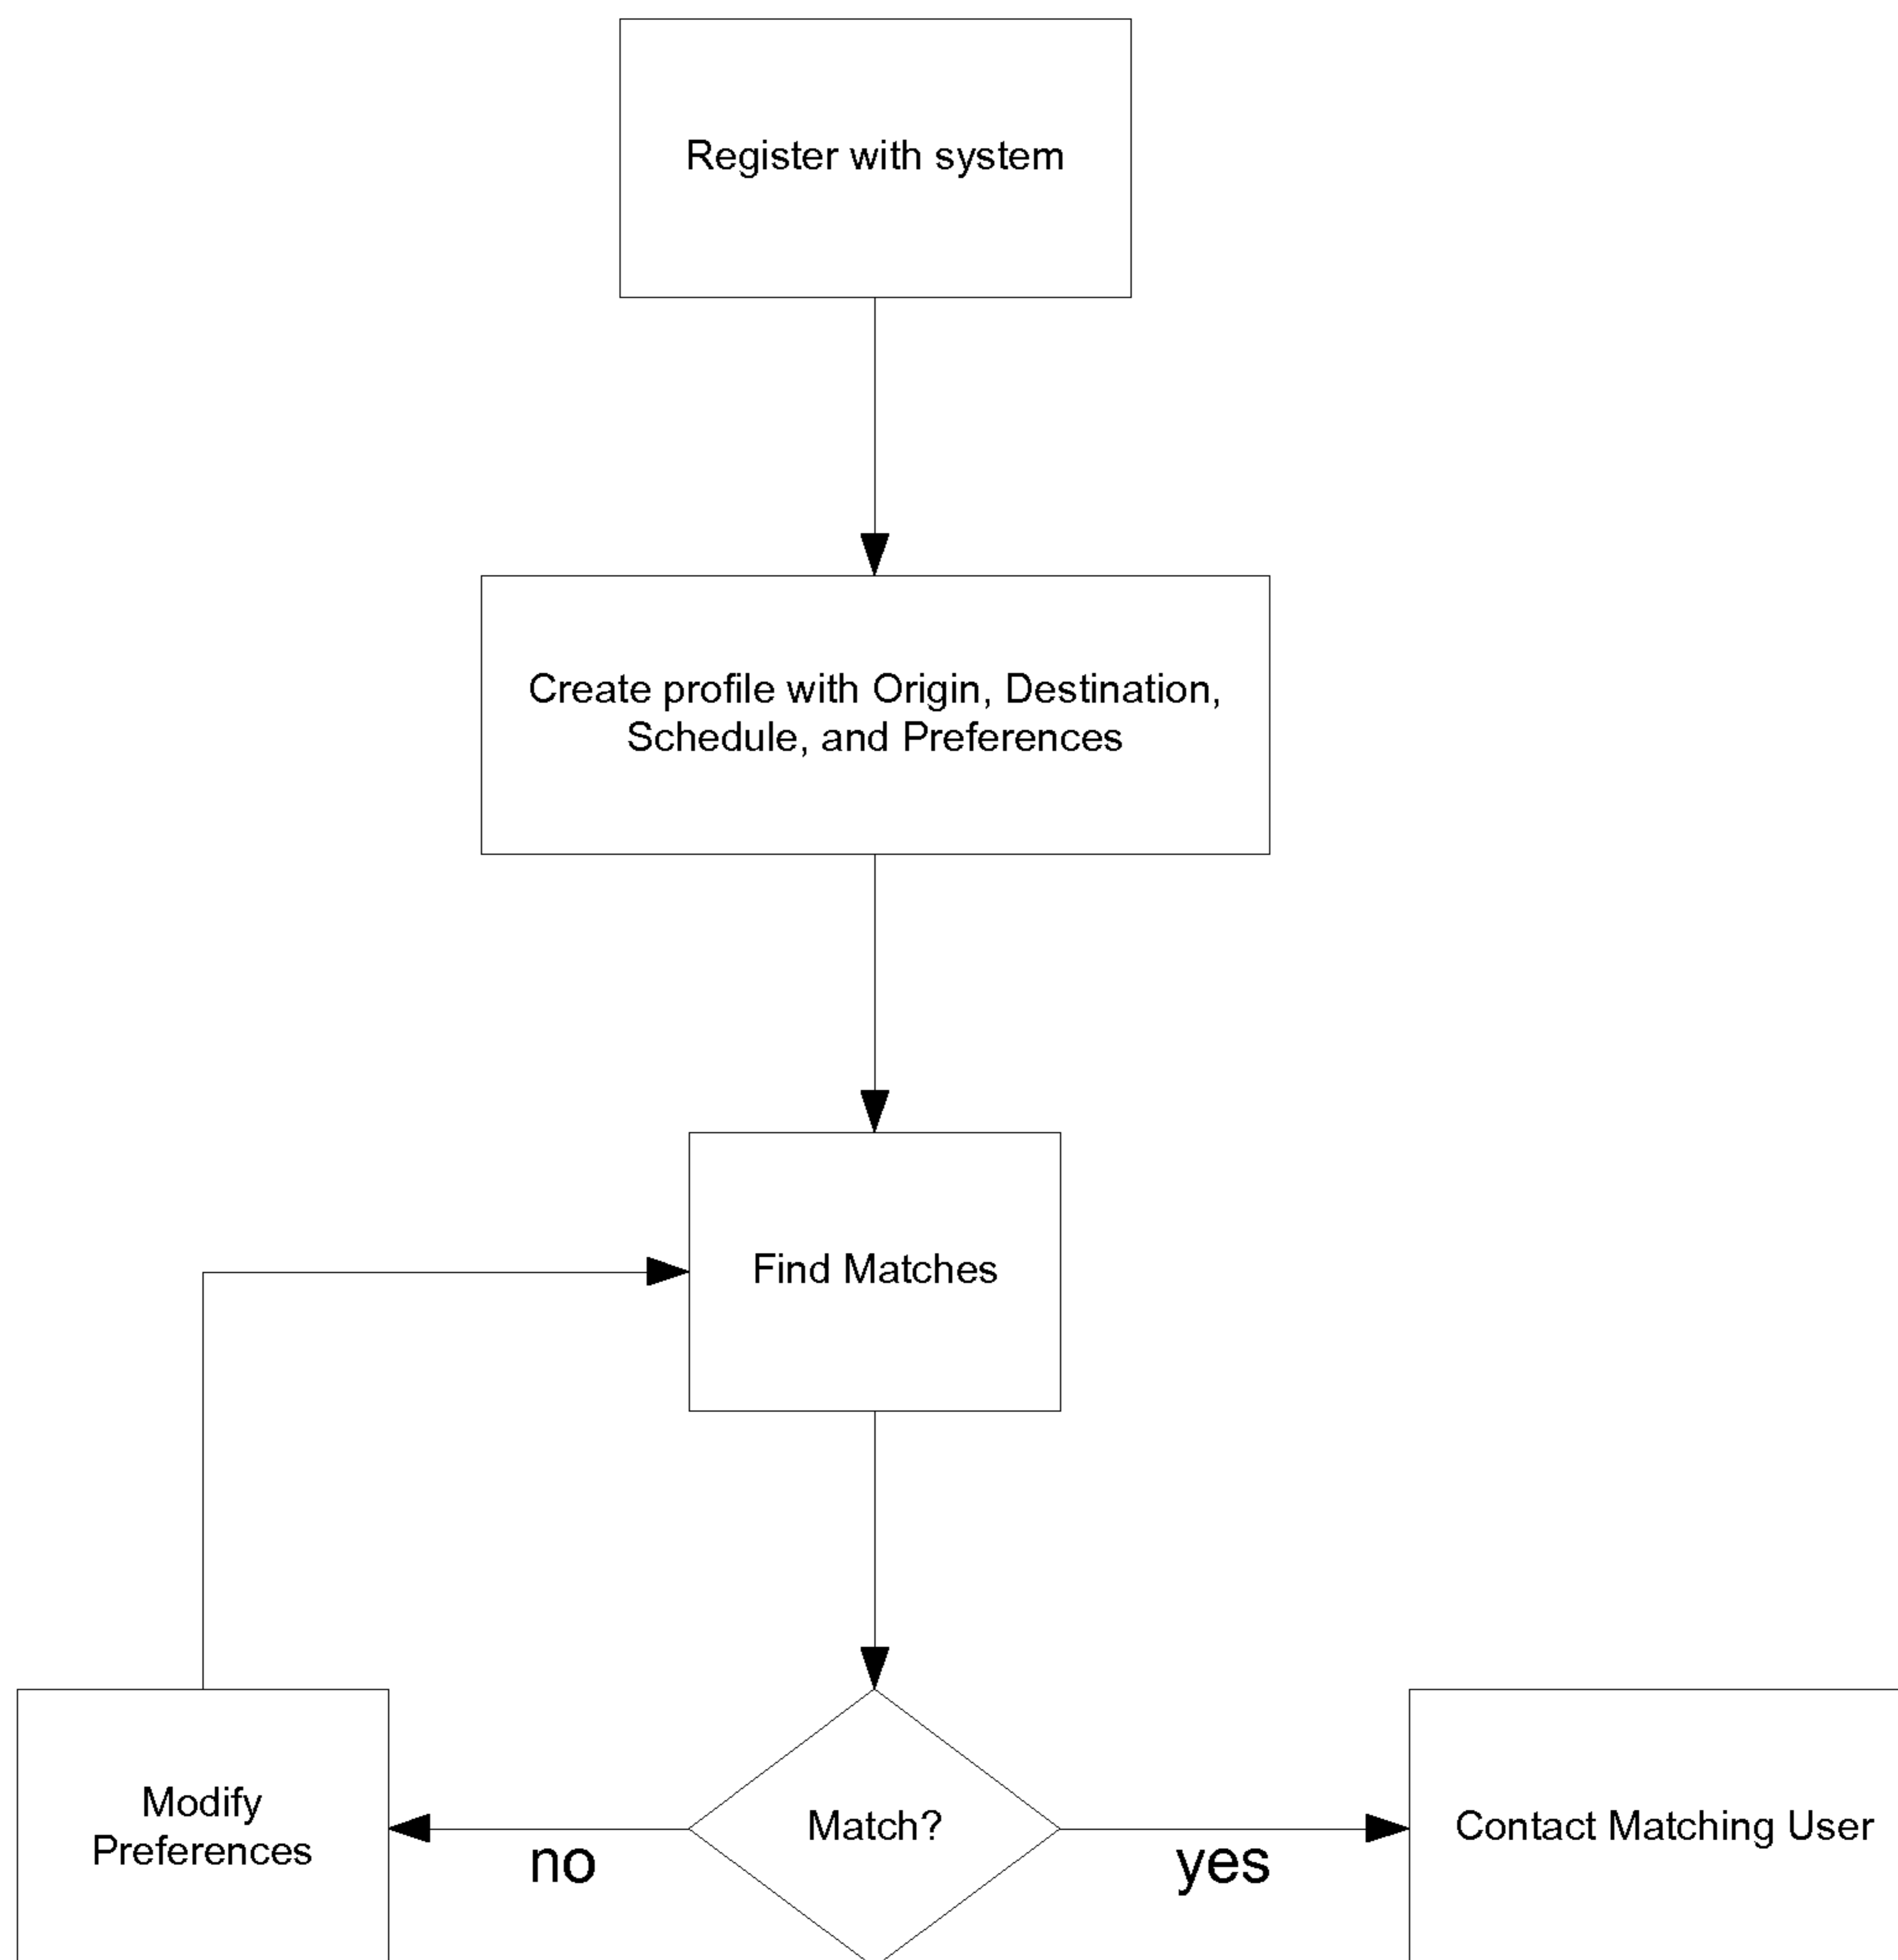 Register with system
Create profile with Origin, Destination,
Schedule, and Preferences
Find Matches
Modify
Preferences
no
Match?
yes
Contact Matching User